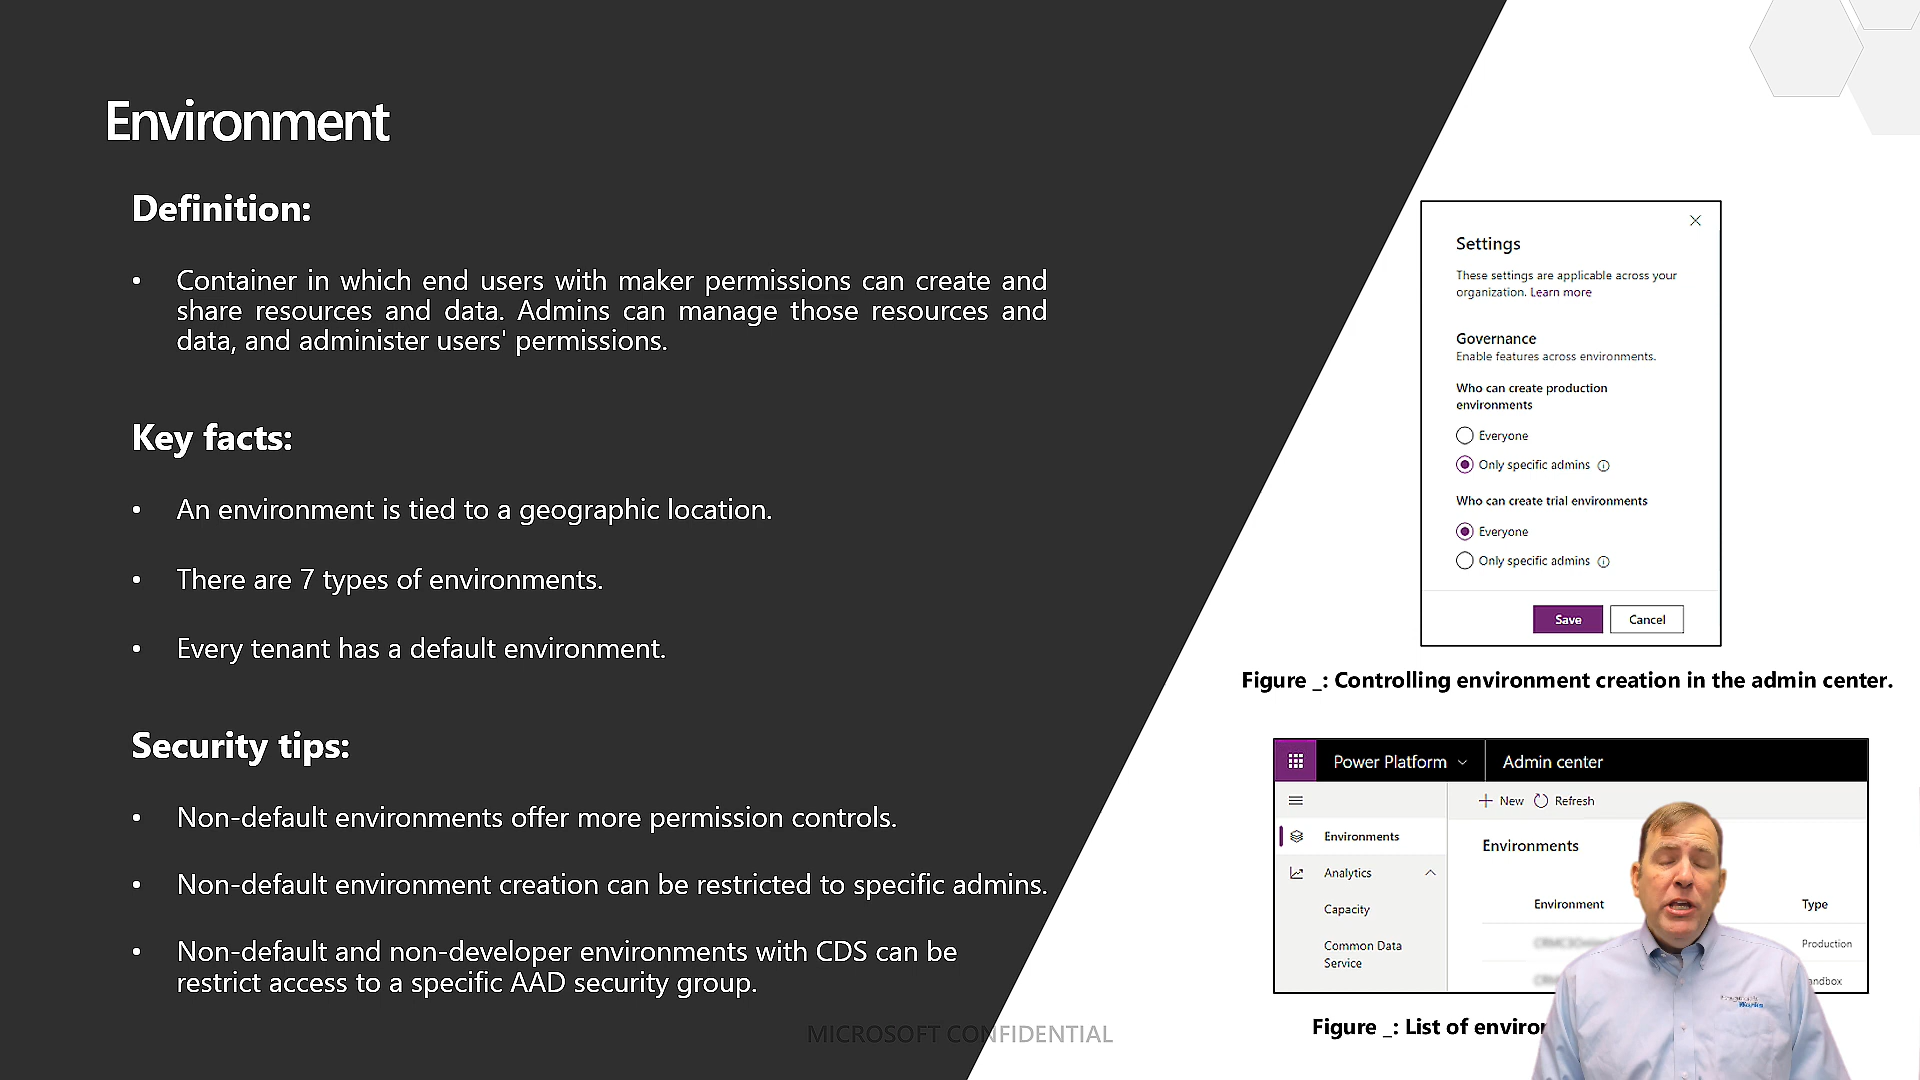 Environment
Definition:
• Container in which end users with maker permissions can create and
share resources and data. Admins can manage those resources and
data, and administer users' permissions.
Key facts:
• An environment is tied to a geographic location.
• There are 7 types of environments.
• Every tenant has a default environment.
Security tips:
• Non-default environments offer more permission controls.
• Non-default environment creation can be restricted to specific admins.
• Non-default and non-developer environments with CDS can be
restrict access to a specific AAD security group.
MICROSOFT CONFIDENTIAL
Settings
These settings are applicable across your
organization. Learn more
Governance
Enable features across environments.
Who can create production
environments
Everyone
Only specific admins
Who can create trial environments
Everyone
Only specific admins
Save Cancel
Figure _: Controlling environment creation in the admin center.
Power Platform Admin center
New Refresh
Environments
Analytics
Capacity
Common Data
Service
Environments
Environment Type
Production
Figure _: List of